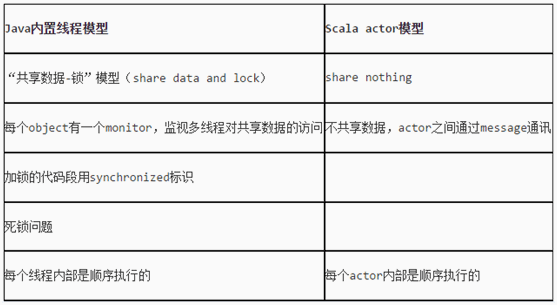 Java内置线程模型
Scala actor模型
“共享数据-锁”模型（share data and lock）
share nothing
每个object有一个monitor，监视多线程对共享数据的访问
不共享数据，actor之间通过message通讯
加锁的代码段用synchronized标识
死锁问题
每个线程内部是顺序执行的
每个actor内部是顺序执行的